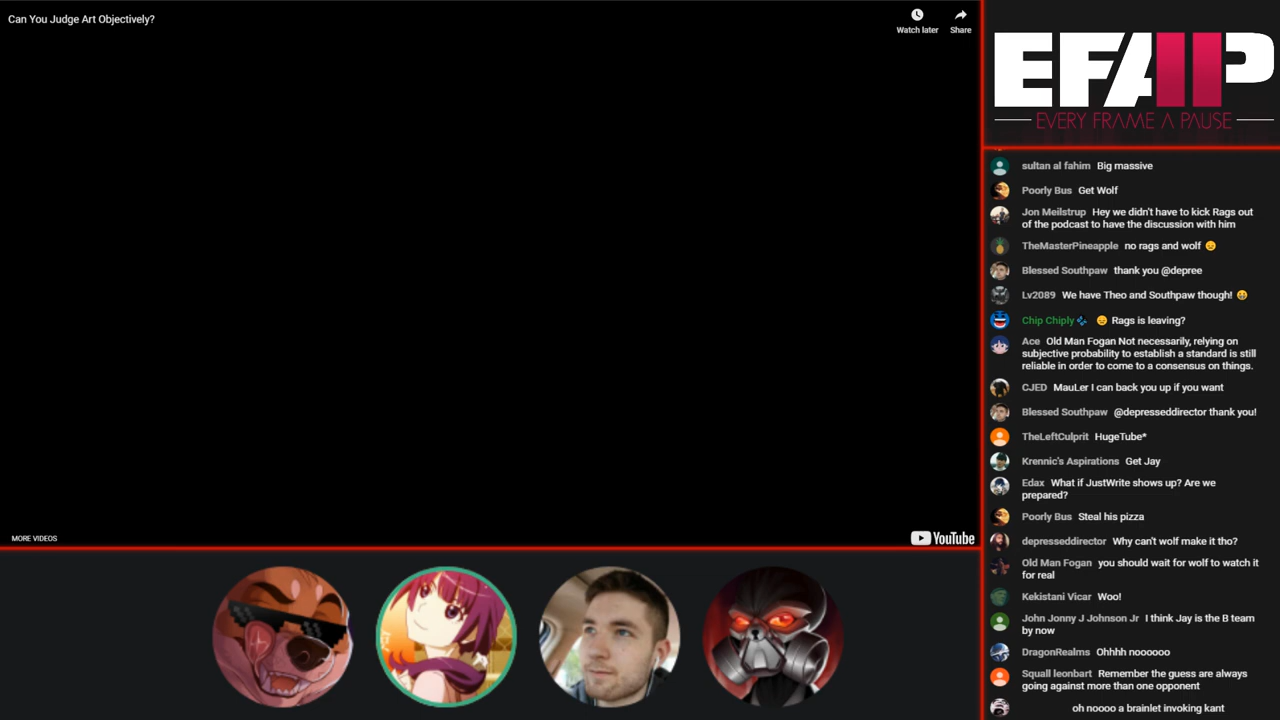 Can You Judge Art Objectively?
Watch later
Share
MORE VIDEOS
YouTube
EFAP
EVERY FRAME A PAUSE
sultan al fahim Big massive
Poorly Bus Get Wolf
Jon Meilstrup Hey we didn't have to kick Rags out
of the podcast to have the discussion with him
TheMasterPineapple no rags and wolf 😑
Blessed Southpaw thank you @depree
Lv2089 We have Theo and Southpaw though! 😆
Chip Chiply 😑 Rags is leaving?
Ace Old Man Fogan Not necessarily, relying on
subjective probability to establish a standard is still
reliable in order to come to a consensus on things.
CJED MauLer I can back you up if you want
Blessed Southpaw @depresseddirector thank you!
TheLeftCulprit HugeTube*
Krennic's Aspirations Get Jay
Edax What if JustWrite shows up? Are we
prepared?
Poorly Bus Steal his pizza
depresseddirector Why can't wolf make it tho?
Old Man Fogan you should wait for wolf to watch it
for real
Kekistani Vicar Woo!
John Jonny J Johnson Jr I think Jay is the B team
by now
DragonRealms Ohhhh noooooo
Squall leonbart Remember the guess are always
going against more than one opponent
oh noooo a brainlet invoking kant